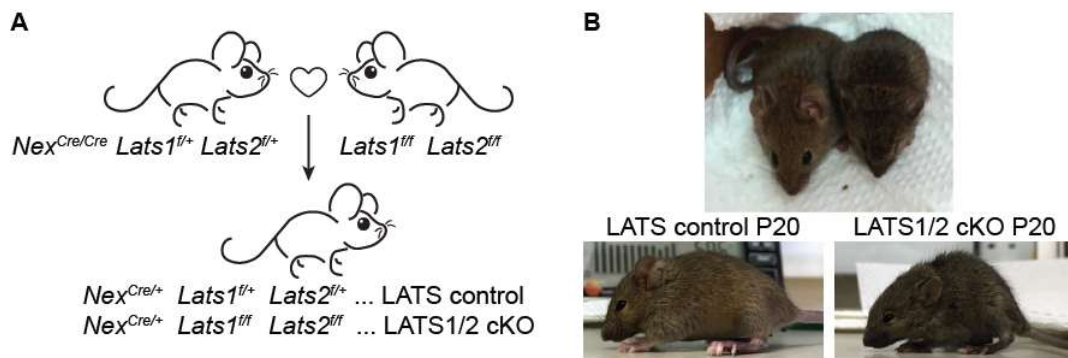 A
B
Nex^Cre/Cre Lats1^f/+ Lats2^f/+
Lats1^f/f Lats2^f/f
Nex^Cre/+ Lats1^f/+ Lats2^f/+ ... LATS control
Nex^Cre/+ Lats1^f/f Lats2^f/f ... LATS1/2 cKO
LATS control P20
LATS1/2 cKO P20